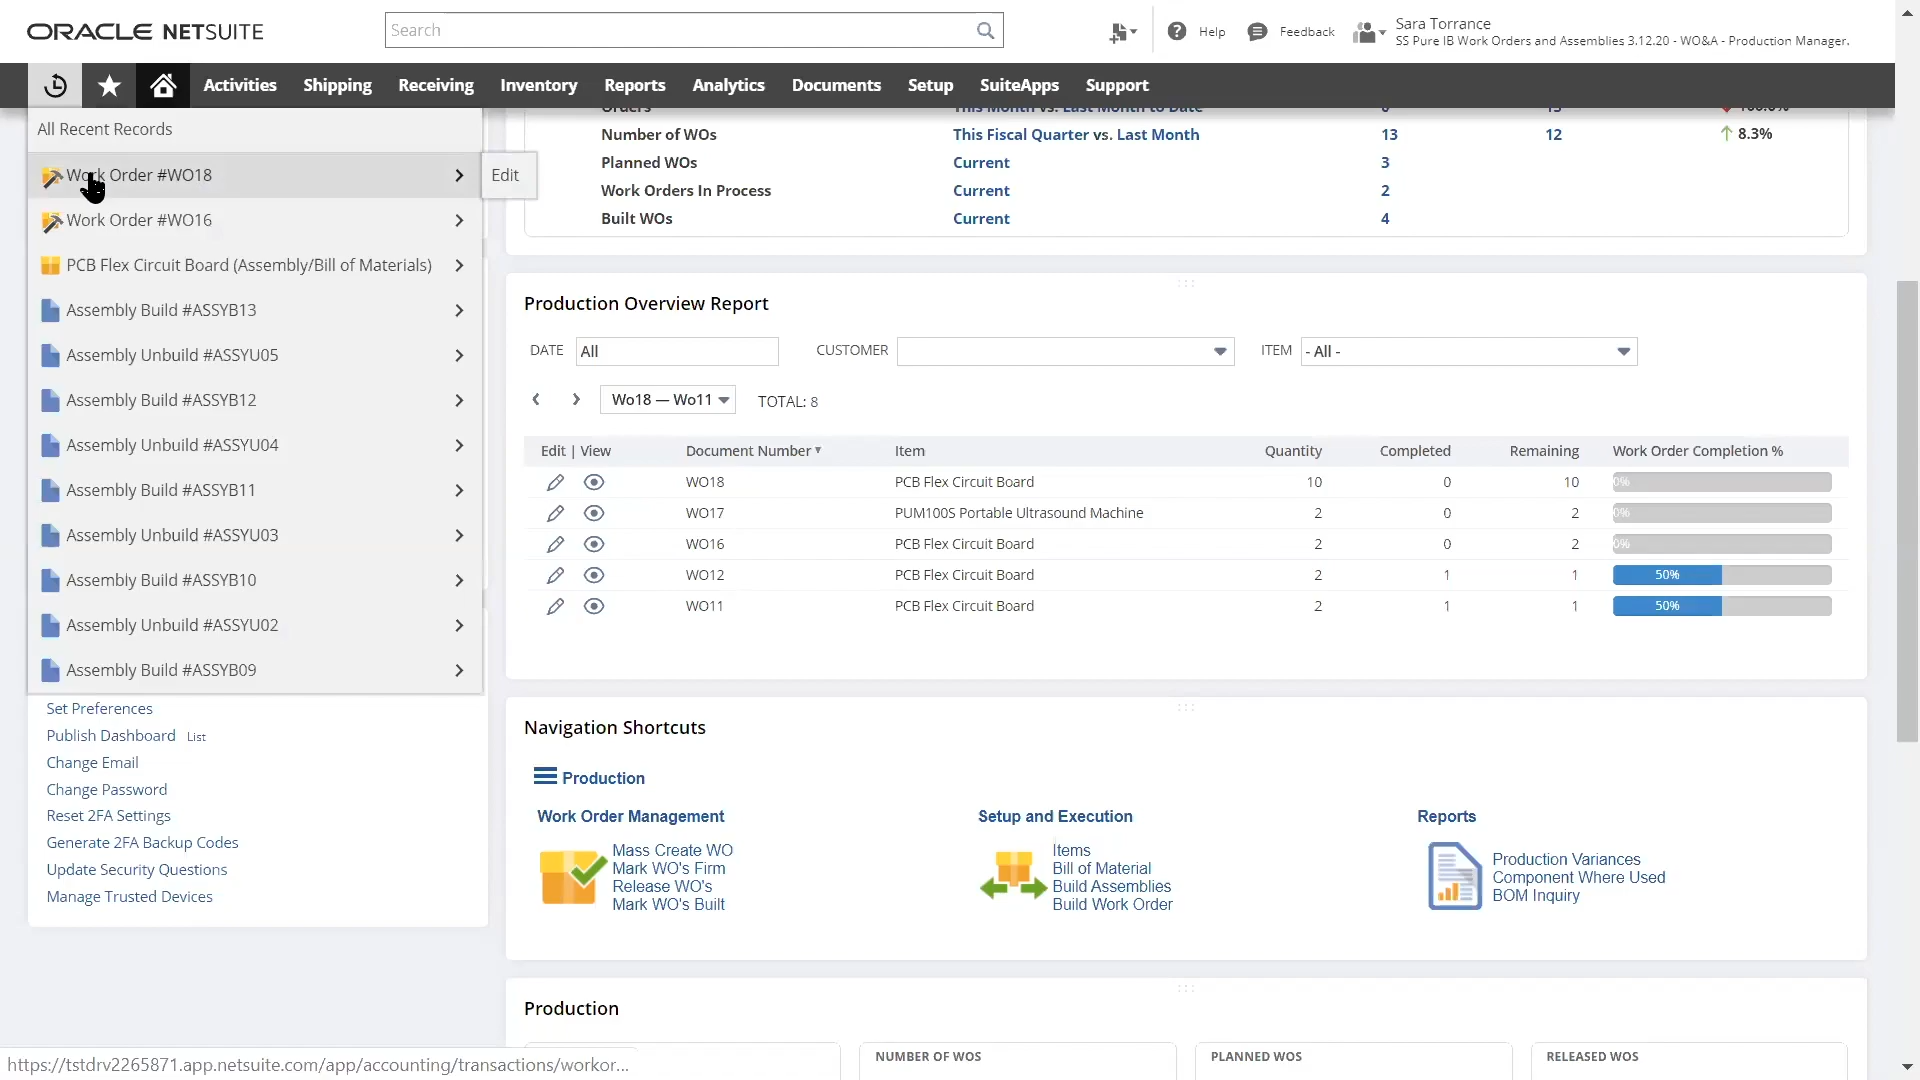 ORACLE NETSUITE
Search
Help
Feedback
Sara Torrance
SS Pure IB Work Orders and Assemblies 3.12.20 - WO&A - Production Manager.
Activities Shipping Receiving Inventory Reports Analytics Documents Setup SuiteApps Support
All Recent Records
Work Order #WO18
Edit
Work Order #WO16
PCB Flex Circuit Board (Assembly/Bill of Materials)
Assembly Build #ASSYB13
Assembly Unbuild #ASSYU05
Assembly Build #ASSYB12
Assembly Unbuild #ASSYU04
Assembly Build #ASSYB11
Assembly Unbuild #ASSYU03
Assembly Build #ASSYB10
Assembly Unbuild #ASSYU02
Assembly Build #ASSYB09
Set Preferences
Publish Dashboard List
Change Email
Change Password
Reset 2FA Settings
Generate 2FA Backup Codes
Update Security Questions
Manage Trusted Devices
Orders This Month vs. Last Month to Date
Number of WOs This Fiscal Quarter vs. Last Month 13 12 8.3%
Planned WOs Current 3
Work Orders In Process Current 2
Built WOs Current 4
Production Overview Report
DATE All CUSTOMER ITEM - All -
Wo18 — Wo11 TOTAL: 8
Edit | View Document Number Item Quantity Completed Remaining Work Order Completion %
WO18 PCB Flex Circuit Board 10 0 10 0%
WO17 PUM100S Portable Ultrasound Machine 2 0 2 0%
WO16 PCB Flex Circuit Board 2 0 2 0%
WO12 PCB Flex Circuit Board 2 1 1 50%
WO11 PCB Flex Circuit Board 2 1 1 50%
Navigation Shortcuts
Production
Work Order Management
Mass Create WO
Mark WO's Firm
Release WO's
Mark WO's Built
Setup and Execution
Items
Bill of Material
Build Assemblies
Build Work Order
Reports
Production Variances
Component Where Used
BOM Inquiry
Production
NUMBER OF WOS PLANNED WOS RELEASED WOS
https://tstdrv2265871.app.netsuite.com/app/accounting/transactions/workor...